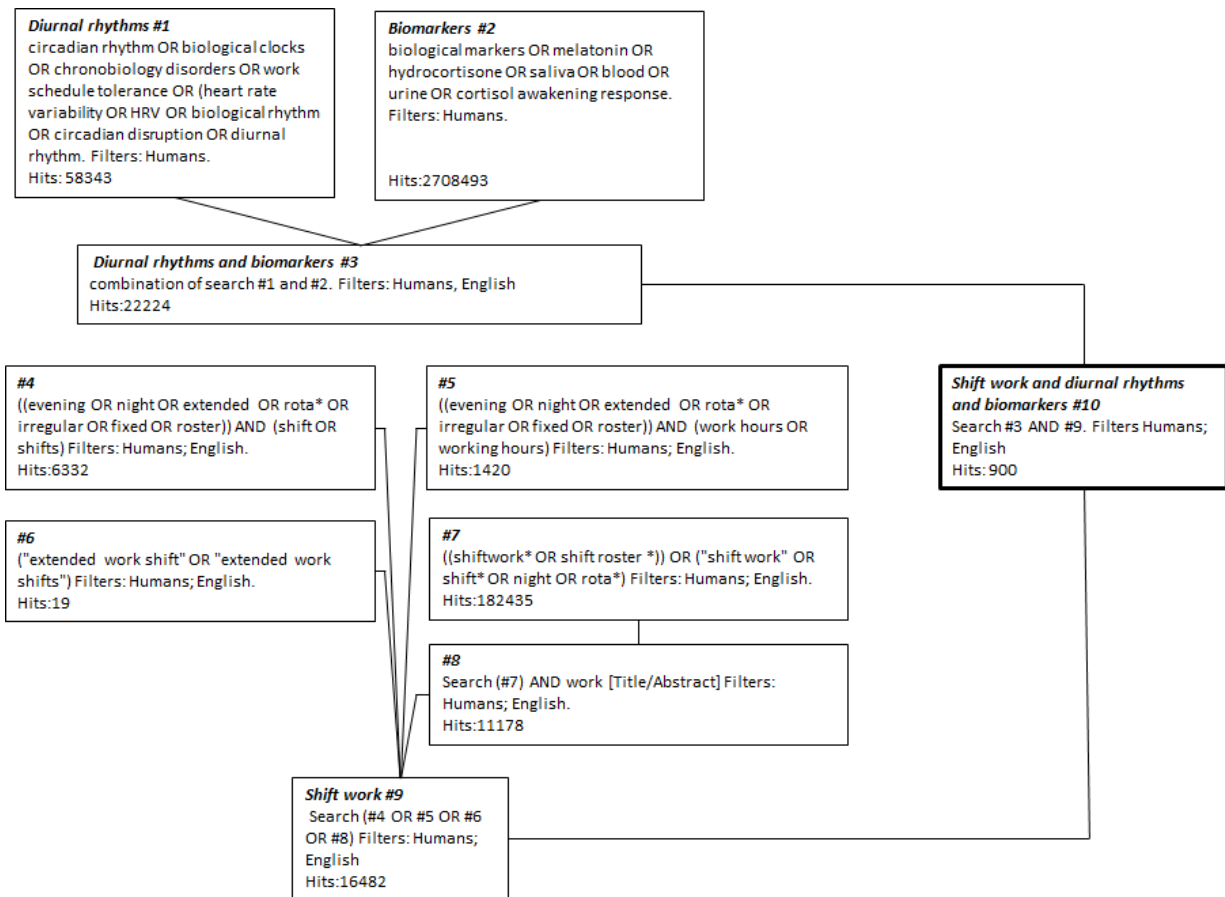 Diurnal rhythms #1
circadian rhythm OR biological clocks
OR chronobiology disorders OR work
schedule tolerance OR (heart rate
variability OR HRV OR biological rhythm
OR circadian disruption OR diurnal
rhythm. Filters: Humans.
Hits: 58343
Biomarkers #2
biological markers OR melatonin OR
hydrocortisone OR saliva OR blood OR
urine OR cortisol awakening response.
Filters: Humans.
Hits:2708493
Diurnal rhythms and biomarkers #3
combination of search #1 and #2. Filters: Humans, English
Hits:22224
#4
((evening OR night OR extended OR rota* OR
irregular OR fixed OR roster)) AND (shift OR
shifts) Filters: Humans; English.
Hits:6332
#5
((evening OR night OR extended OR rota* OR
irregular OR fixed OR roster)) AND (work hours OR
working hours) Filters: Humans; English.
Hits:1420
Shift work and diurnal rhythms
and biomarkers #10
Search #3 AND #9. Filters Humans;
English
Hits: 900
#6
("extended work shift" OR "extended work
shifts") Filters: Humans; English.
Hits:19
#7
((shiftwork* OR shift roster *)) OR ("shift work" OR
shift* OR night OR rota*) Filters: Humans; English.
Hits:182435
#8
Search (#7) AND work [Title/Abstract] Filters:
Humans; English.
Hits:11178
Shift work #9
Search (#4 OR #5 OR #6
OR #8) Filters: Humans;
English
Hits:16482